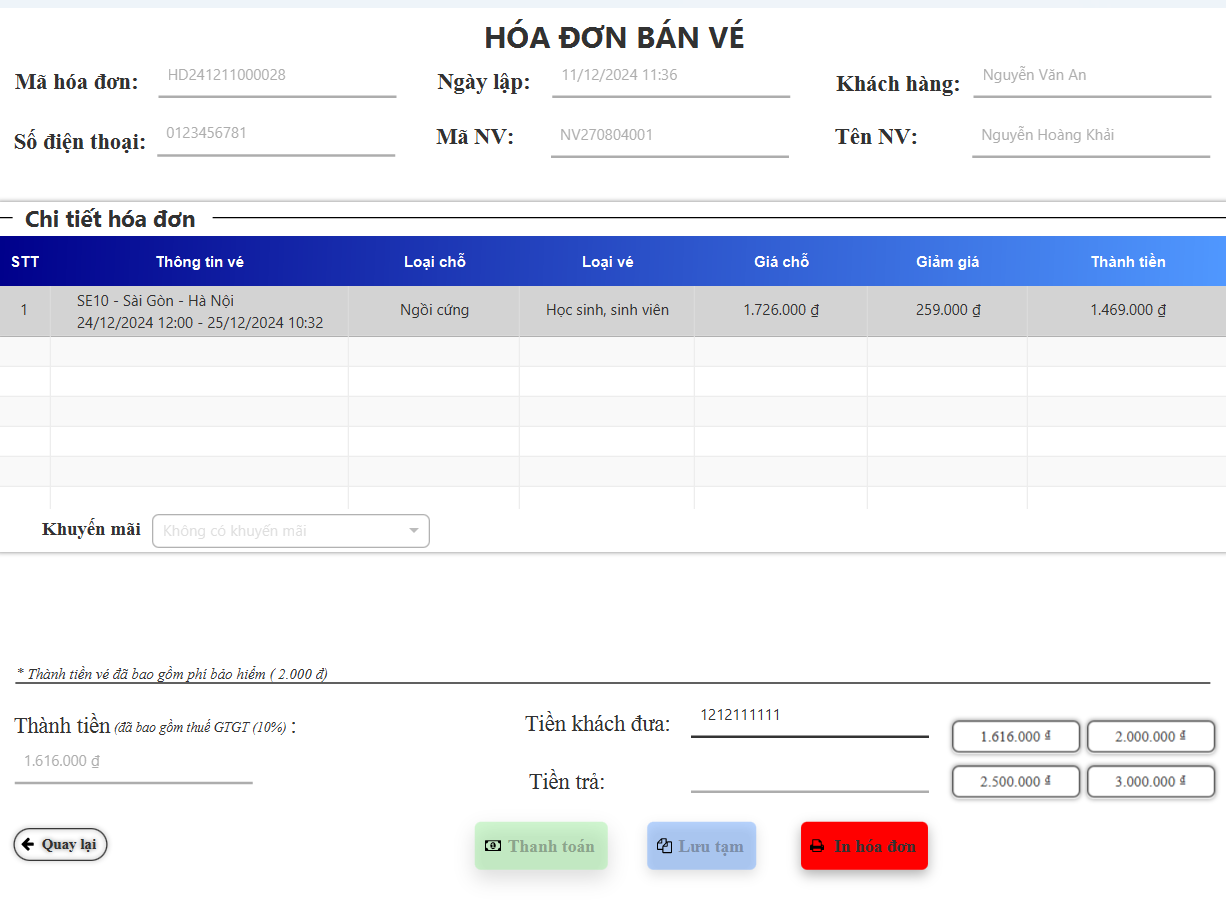 HÓA ĐƠN BÁN VÉ
Mã hóa đơn: HD241211000028 Ngày lập: 11/12/2024 11:36 Khách hàng: Nguyễn Văn An
Số điện thoại: 0123456781 Mã NV: NV270804001 Tên NV: Nguyễn Hoàng Khải
Chi tiết hóa đơn
STT Thông tin vé Loại chỗ Loại vé Giá chỗ Giảm giá Thành tiền
1 SE10 - Sài Gòn - Hà Nội Ngồi cứng Học sinh, sinh viên 1.726.000 ₫ 259.000 ₫ 1.469.000 ₫
24/12/2024 12:00 - 25/12/2024 10:32
Khuyến mãi Không có khuyến mãi
* Thành tiền vé đã bao gồm phí bảo hiểm ( 2.000 đ)
Thành tiền (đã bao gồm thuế GTGT (10%) : Tiền khách đưa: 1212111111
1.616.000 ₫ 2.000.000 ₫
1.616.000 ₫
Tiền trả: 2.500.000 ₫ 3.000.000 ₫
Quay lại Thanh toán Lưu tạm In hóa đon